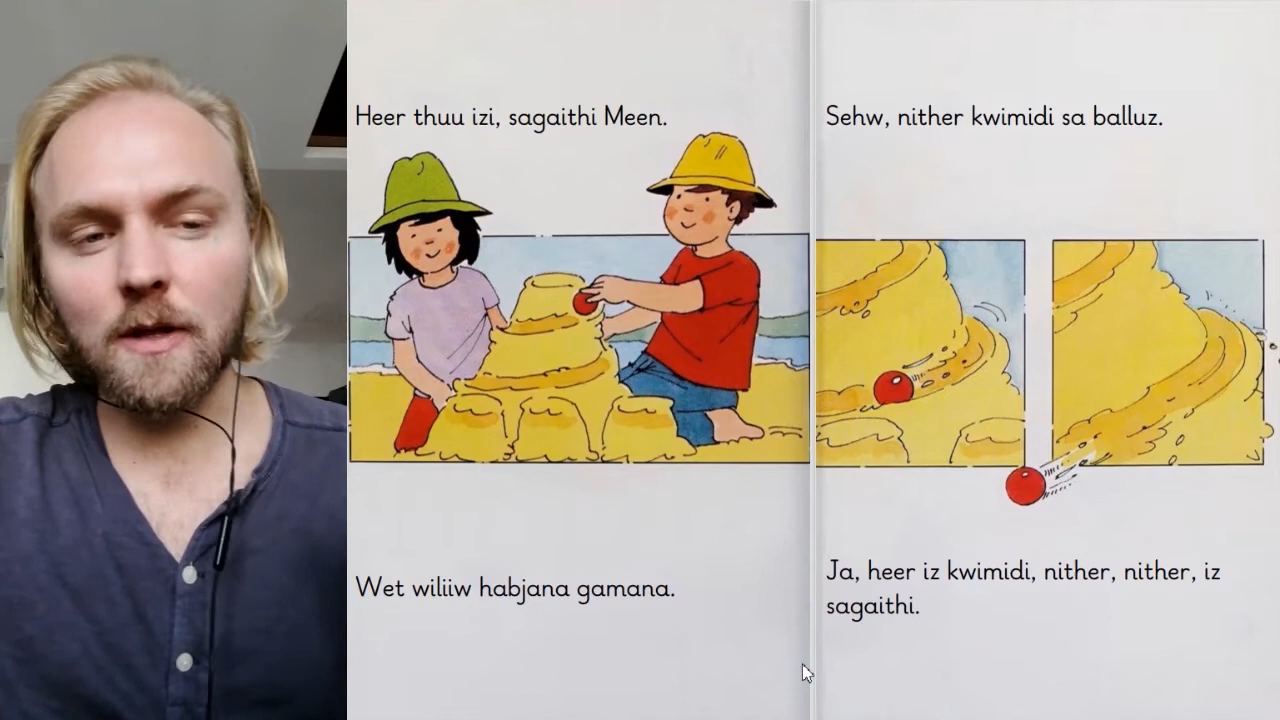 Heer thuu izi, sagaithi Meen.
Wet wiliiw habjana gamana.
Sehw, nither kwimidi sa balluz.
Ja, heer iz kwimidi, nither, nither, iz
sagaithi.